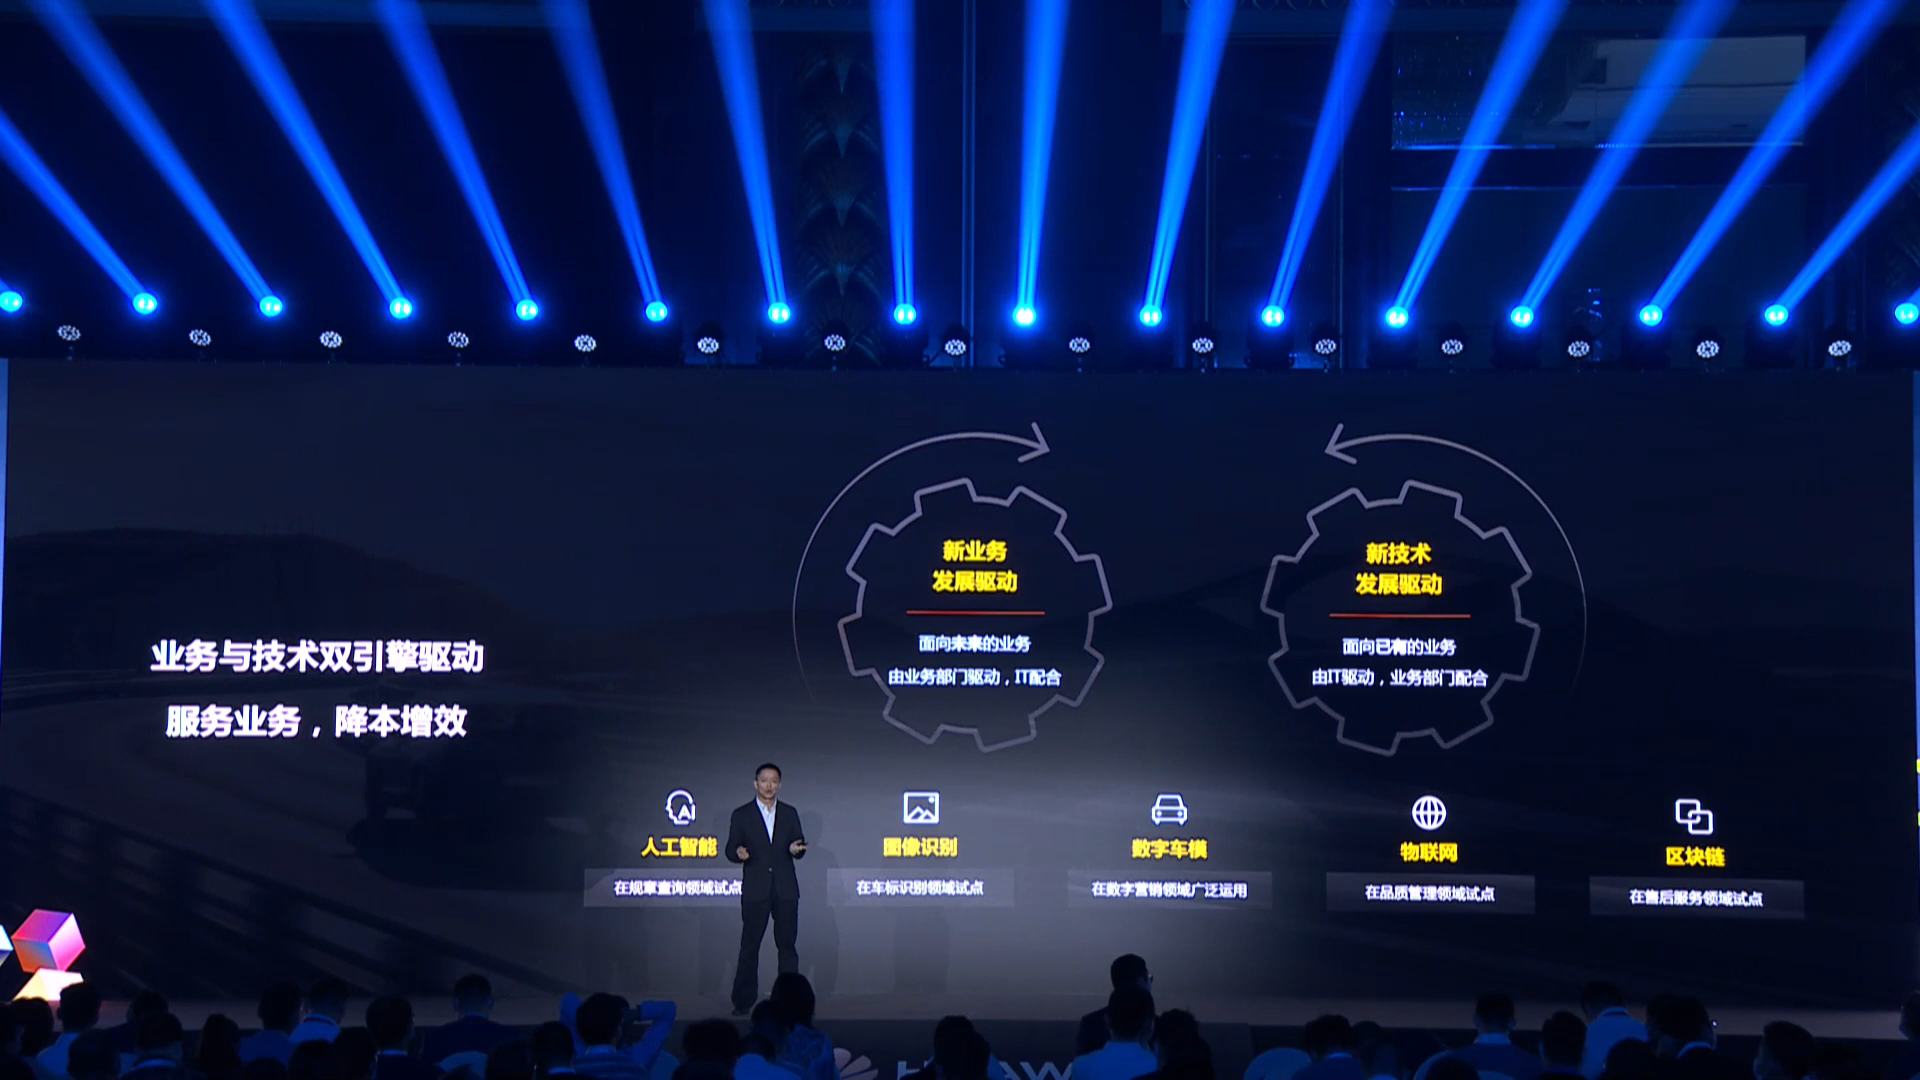 业务与技术双引擎驱动
服务业务，降本增效
新业务
发展驱动
面向未来的业务
由业务部门驱动，IT配合
新技术
发展驱动
面向已有的业务
由IT驱动，业务部门配合
AI
人工智能
在规章查询领域试点
图像识别
在车标识别领域试点
数字车模
在数字营销领域广泛运用
物联网
在品质管理领域试点
区块链
在售后服务领域试点